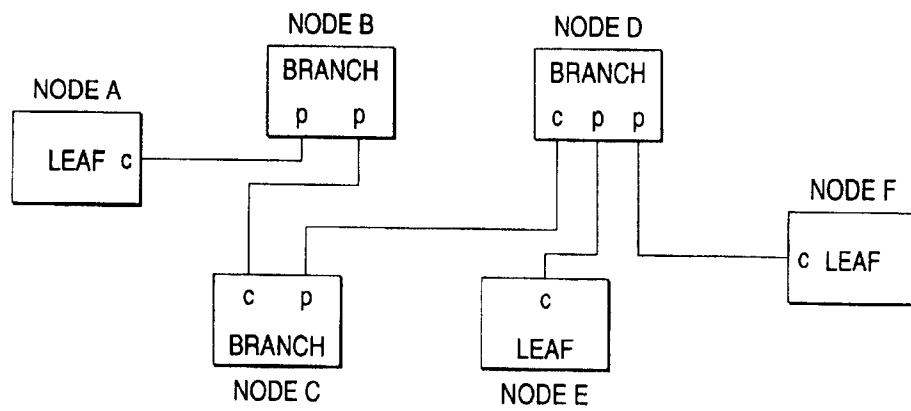 NODE B
BRANCH
p p
NODE D
BRANCH
c p p
NODE A
LEAF c
NODE F
c LEAF
c p
BRANCH
NODE C
c
LEAF
NODE E